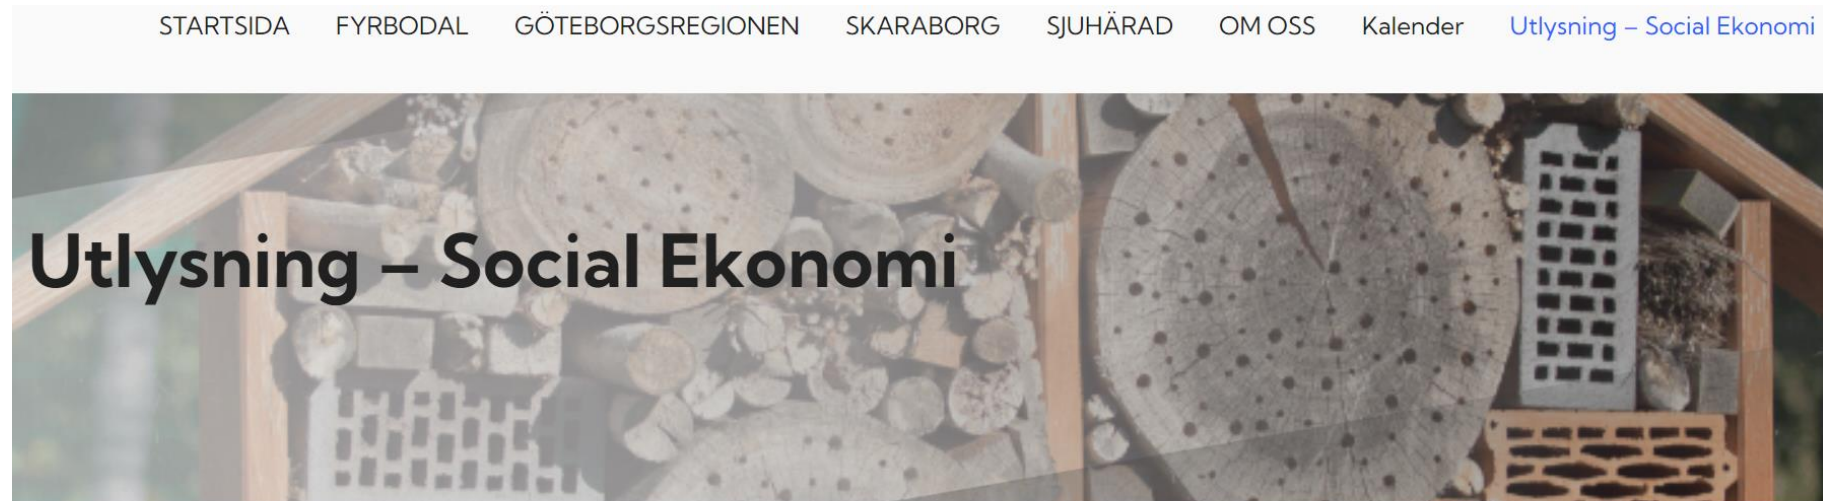 STARTSIDA FYRBODAL GÖTEBORGSREGIONEN SKARABORG SJUHÄRAD OM OSS Kalender Utlysning – Social Ekonomi
Utlysning – Social Ekonomi